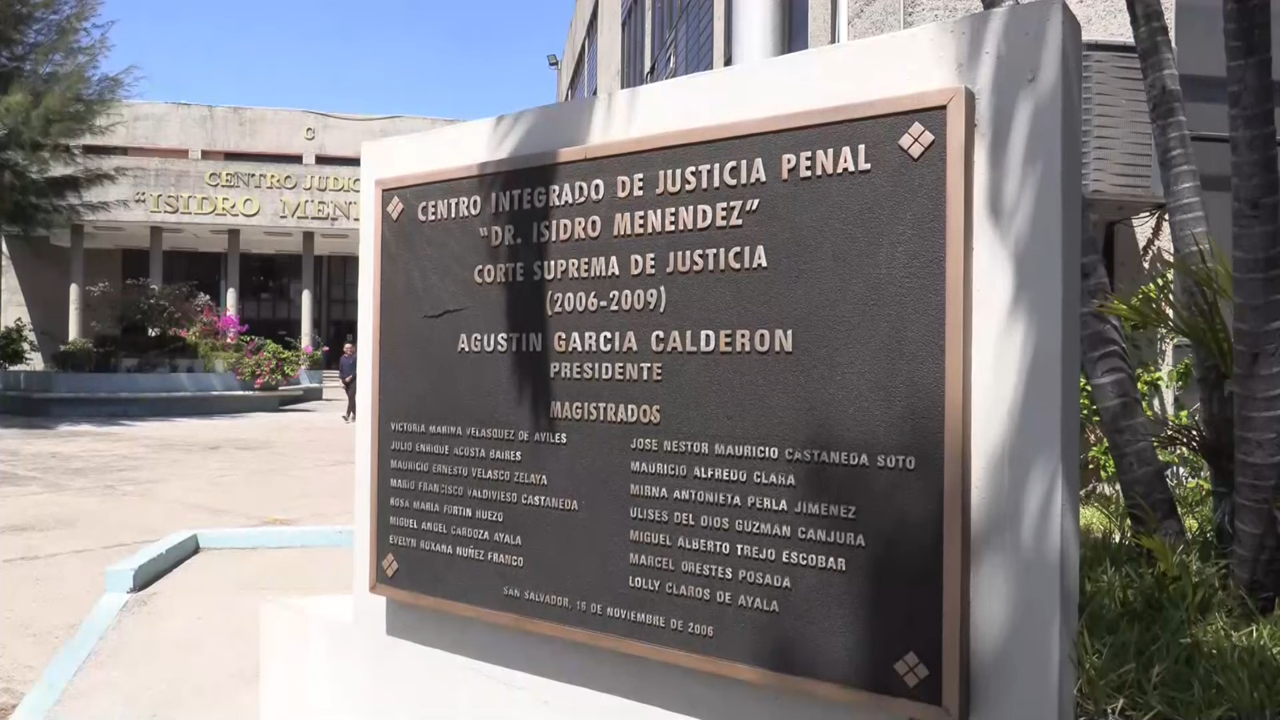 C
CENTRO JUDIC
"ISIDRO MENEN
CENTRO INTEGRADO DE JUSTICIA PENAL
"DR. ISIDRO MENENDEZ"
CORTE SUPREMA DE JUSTICIA
(2006-2009)
AGUSTIN GARCIA CALDERON
PRESIDENTE
MAGISTRADOS
VICTORIA MARINA VELASQUEZ DE AVILES
JULIO ENRIQUE ACOSTA BAIRES
MAURICIO ERNESTO VELASCO ZELAYA
MARIO FRANCISCO VALDIVIESO CASTANEDA
ROSA MARIA FORTIN HUEZO
MIGUEL ANGEL CARDOZA AYALA
EVELYN ROXANA NUÑEZ FRANCO
JOSE NESTOR MAURICIO CASTANEDA SOTO
MAURICIO ALFREDO CLARA
MIRNA ANTONIETA PERLA JIMENEZ
ULISES DEL DIOS GUZMAN CANJURA
MIGUEL ALBERTO TREJO ESCOBAR
MARCEL ORESTES POSADA
LOLLY CLAROS DE AYALA
SAN SALVADOR, 16 DE NOVIEMBRE DE 2006